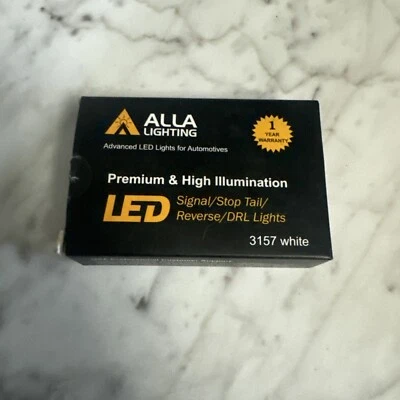 ALLA
LIGHTING
Advanced LED Lights for Automotives
1
YEAR
WARRANTY
Premium & High Illumination
LED
Signal/Stop Tail/
Reverse/DRL Lights
3157 white